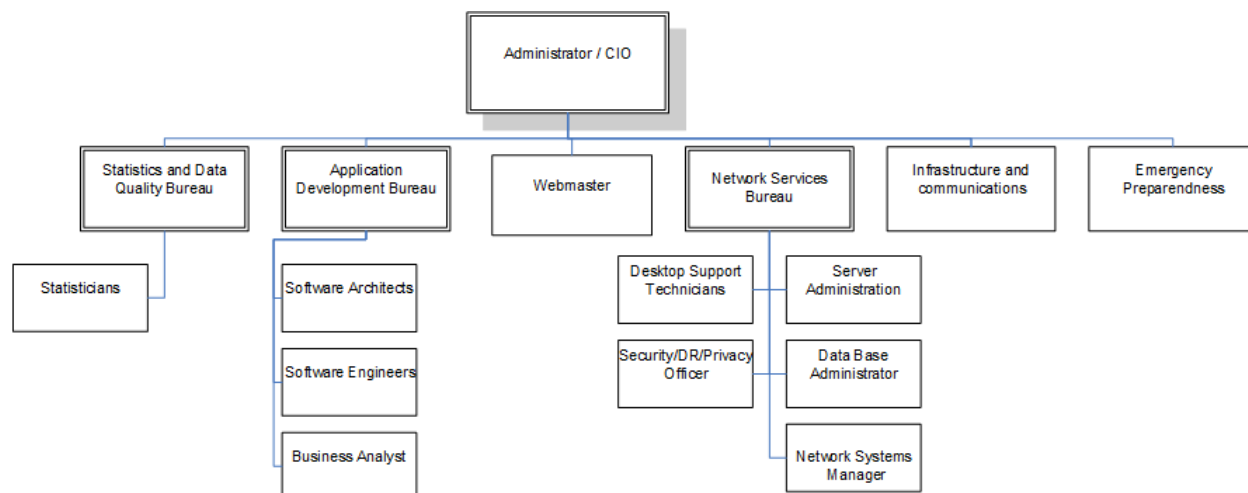 Administrator / CIO
Statistics and Data
Quality Bureau
Application
Development Bureau
Webmaster
Network Services
Bureau
Infrastructure and
communications
Emergency
Preparendness
Statisticians
Software Architects
Software Engineers
Business Analyst
Desktop Support
Technicians
Server
Administration
Security/DR/Privacy
Officer
Data Base
Administrator
Network Systems
Manager